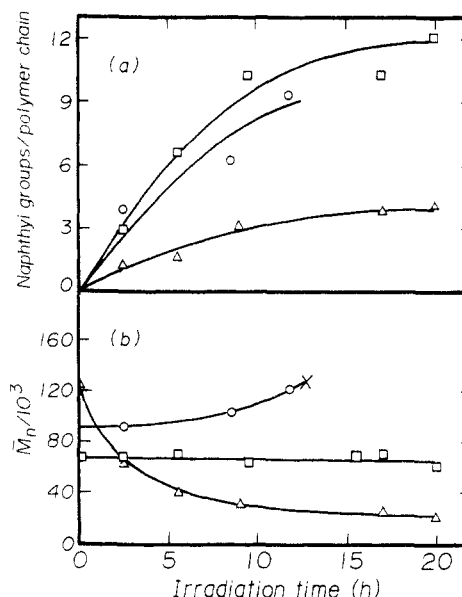 12
(a)
9
6
3
0
Naphthyl groups/polymer chain
(b)
160
120
80
40
0
M̄n/10³
0 5 10 15 20
Irradiation time (h)